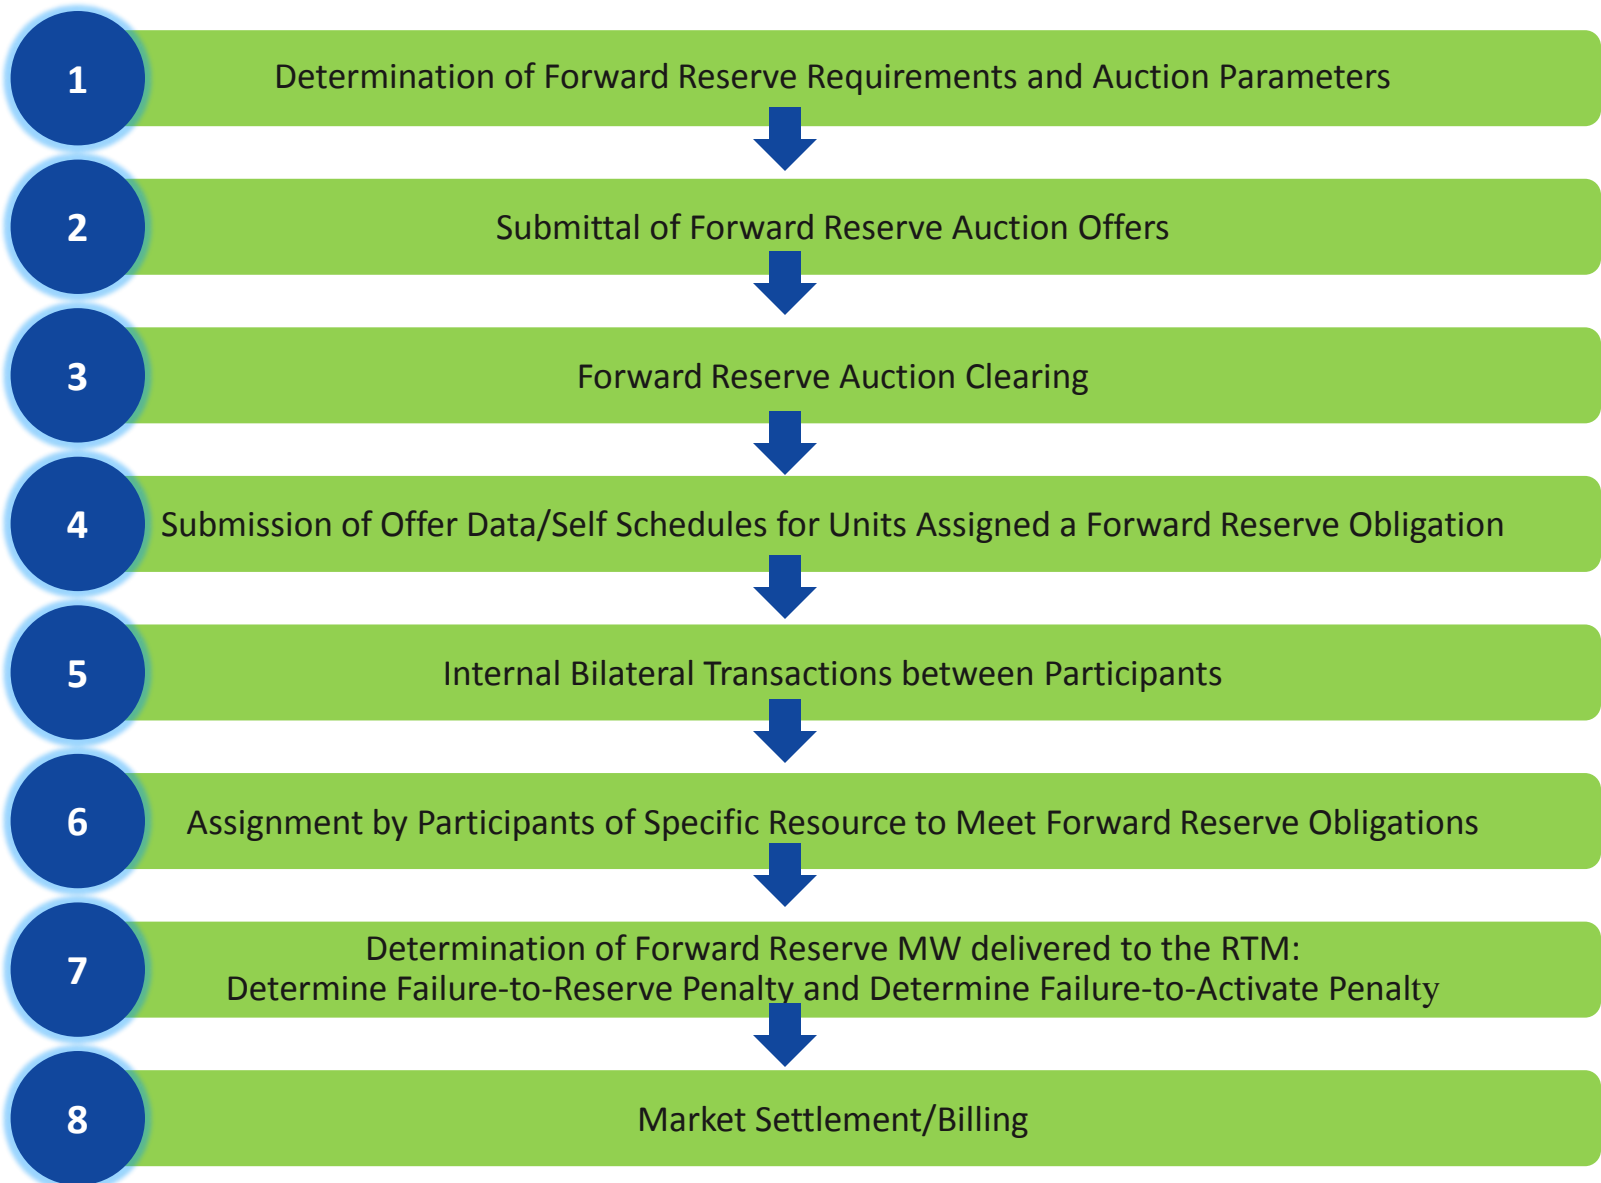 1
Determination of Forward Reserve Requirements and Auction Parameters
2
Submittal of Forward Reserve Auction Offers
3
Forward Reserve Auction Clearing
4
Submission of Offer Data/Self Schedules for Units Assigned a Forward Reserve Obligation
5
Internal Bilateral Transactions between Participants
6
Assignment by Participants of Specific Resource to Meet Forward Reserve Obligations
7
Determination of Forward Reserve MW delivered to the RTM:
Determine Failure-to-Reserve Penalty and Determine Failure-to-Activate Penalty
8
Market Settlement/Billing